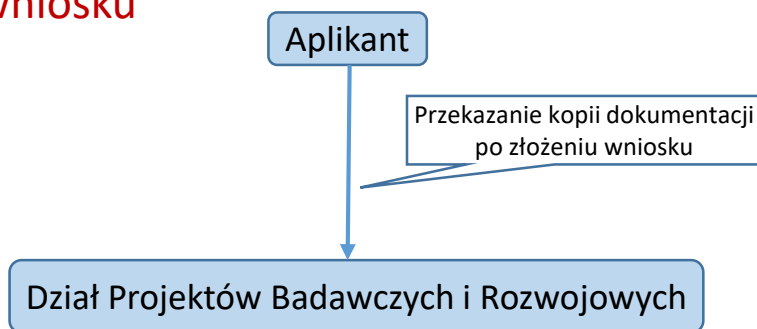 wniosku
Aplikant
Przekazanie kopii dokumentacji
po złożeniu wniosku
Dział Projektów Badawczych i Rozwojowych